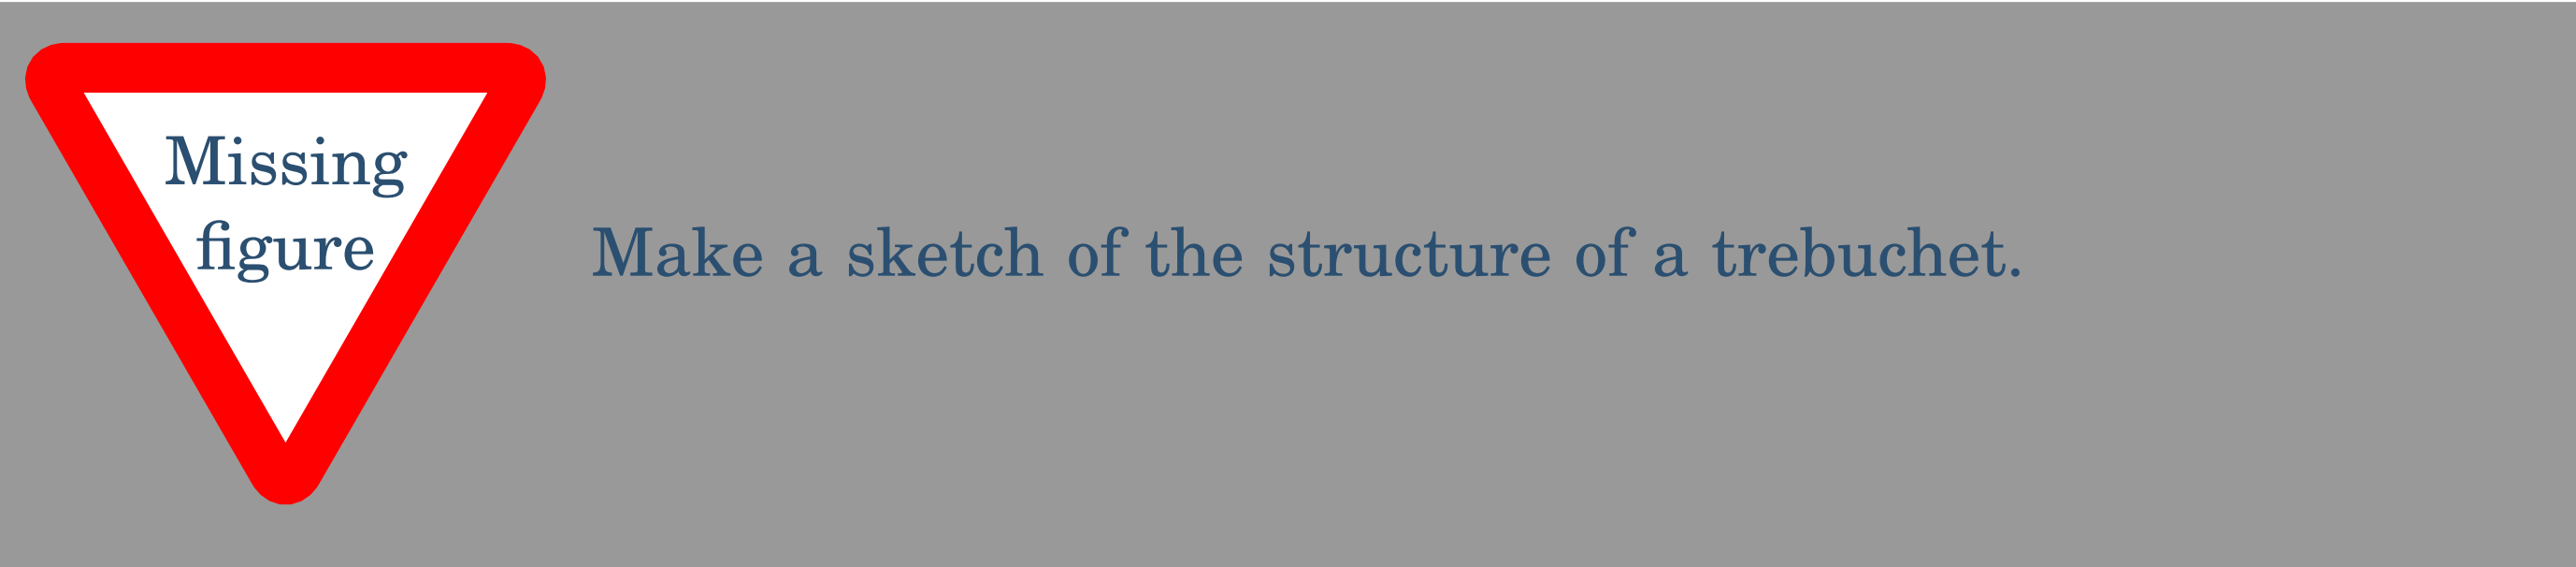 Missing
figure
Make a sketch of the structure of a trebuchet.